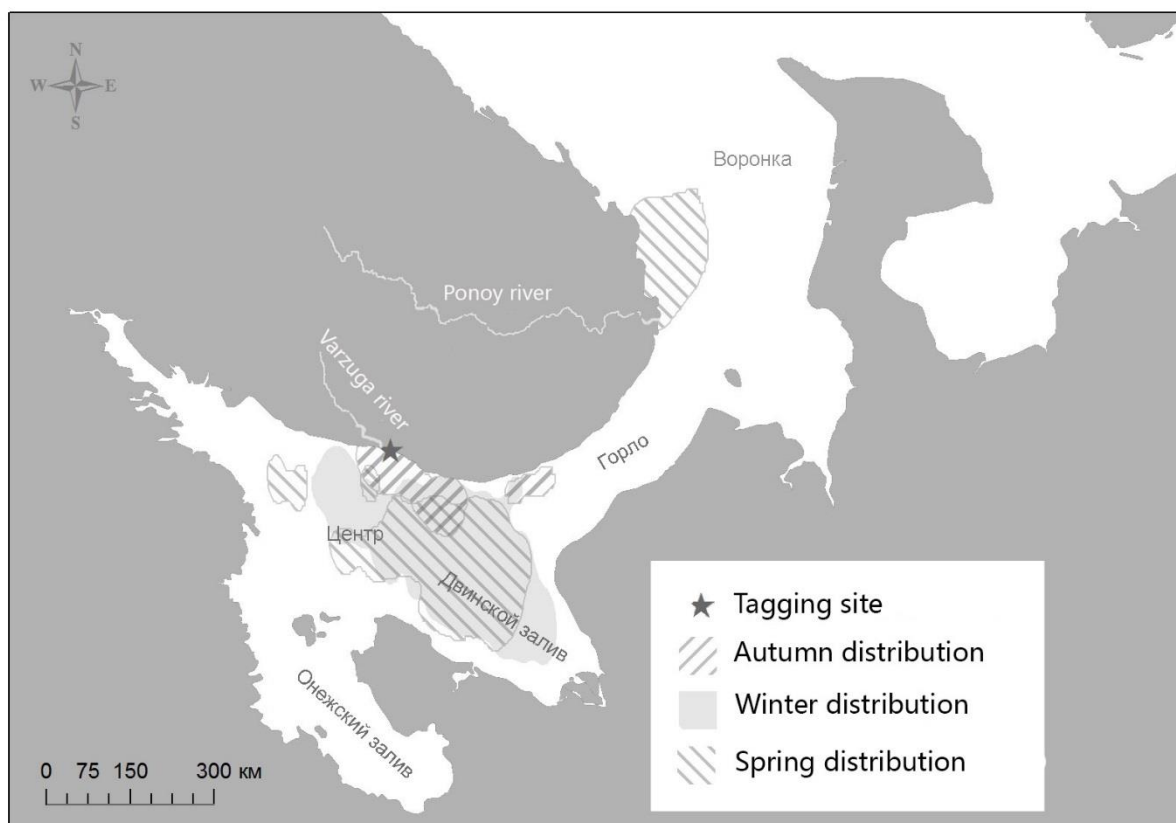 N
W E
S
Воронка
Ponoy river
Varzuga river
Горло
Центр
Двинской залив
Онежский залив
Tagging site
Autumn distribution
Winter distribution
Spring distribution
0 75 150 300 км